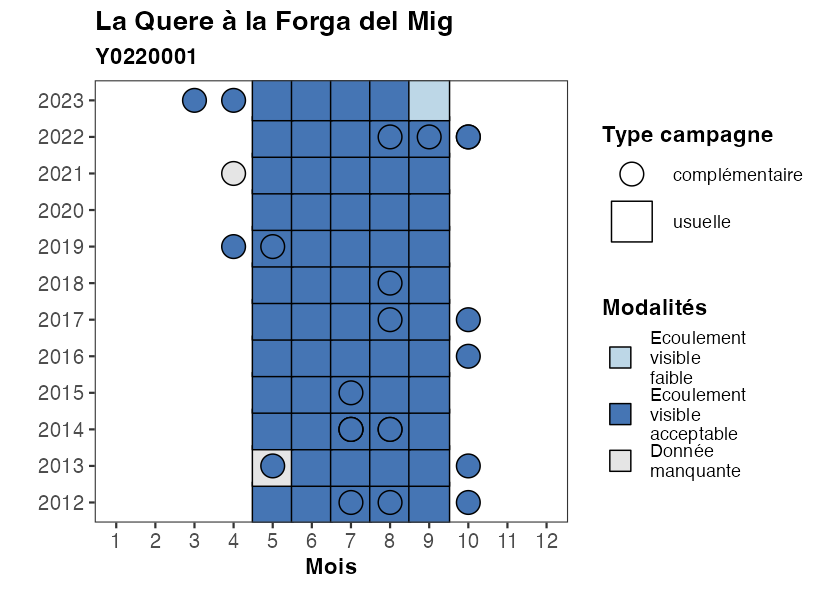 La Quere à la Forga del Mig
Y0220001
2023
2022
2021
2020
2019
2018
2017
2016
2015
2014
2013
2012
1 2 3 4 5 6 7 8 9 10 11 12
Mois
Type campagne
complémentaire
usuelle
Modalités
Ecoulement
visible
faible
Ecoulement
visible
acceptable
Donnée
manquante